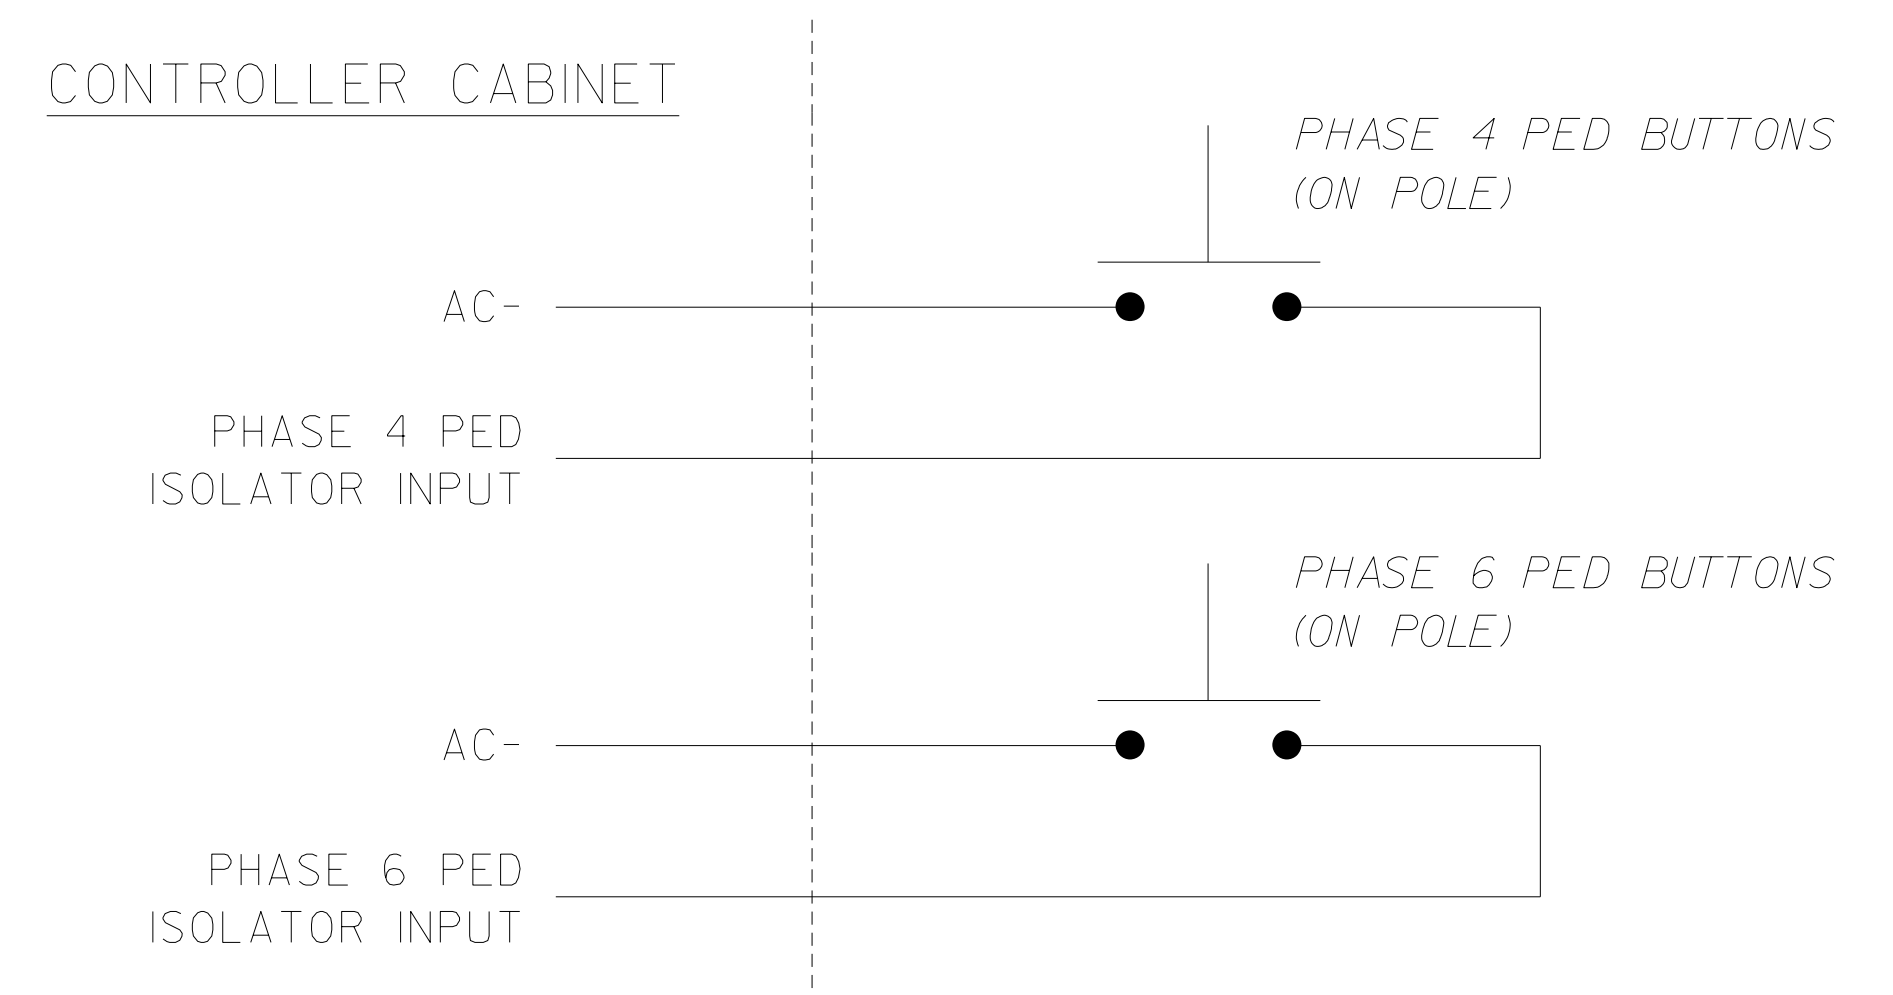 CONTROLLER CABINET
PHASE 4 PED BUTTONS
(ON POLE)
AC-
PHASE 4 PED
ISOLATOR INPUT
PHASE 6 PED BUTTONS
(ON POLE)
AC-
PHASE 6 PED
ISOLATOR INPUT